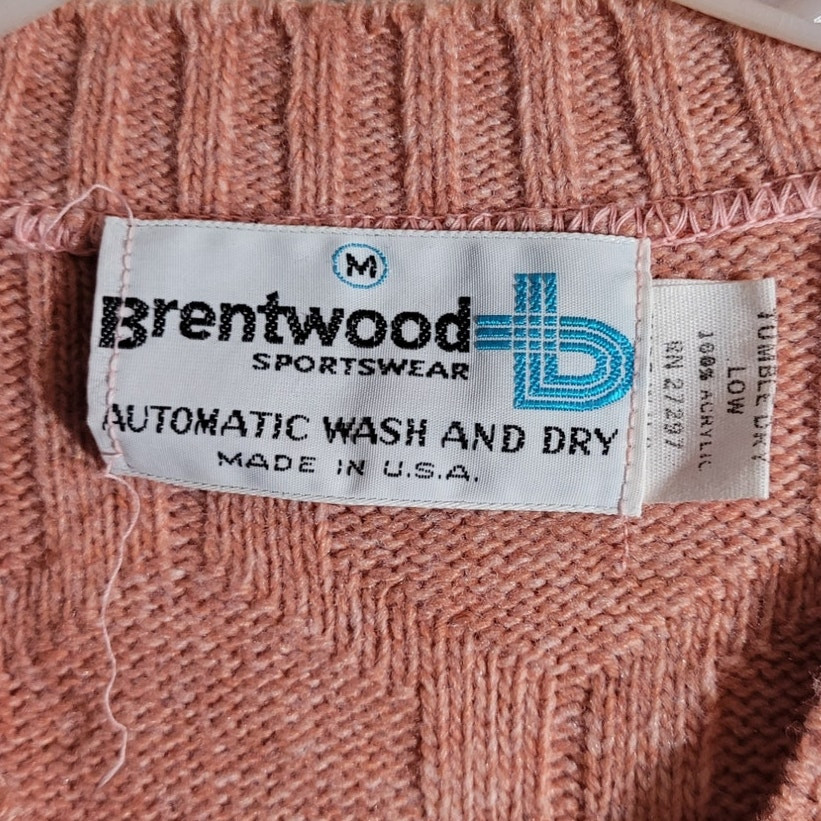 M
Brentwood
SPORTSWEAR
AUTOMATIC WASH AND DRY
MADE IN U.S.A.
TUMBLE DRY
LOW
100% ACRYLIC
RN 27297